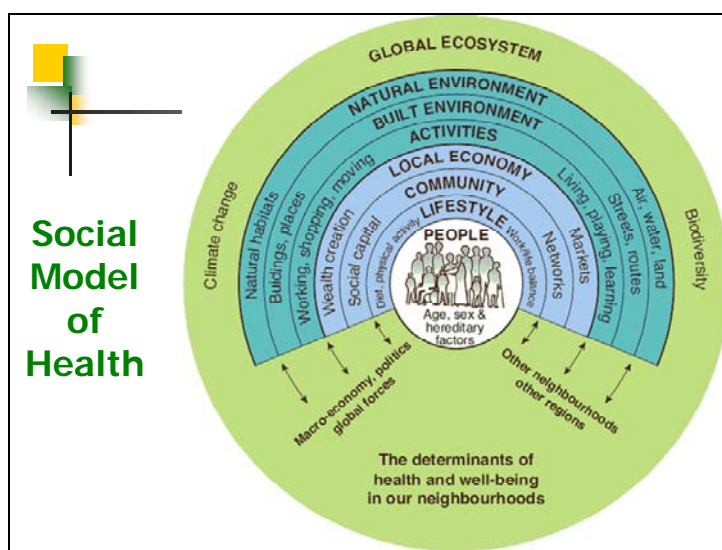 Social
Model
of
Health
GLOBAL ECOSYSTEM
Climate change
Biodiversity
NATURAL ENVIRONMENT
Natural habitats
Air, water, land
BUILT ENVIRONMENT
Buildings, places
Streets, routes
ACTIVITIES
Working, shopping, moving
Living, playing, learning
LOCAL ECONOMY
Wealth creation
Markets
COMMUNITY
Social capital
Networks
LIFESTYLE
Diet, physical activity
Work/life balance
PEOPLE
Age, sex &
hereditary
factors
Macro-economy, politics
global forces
Other neighbourhoods
other regions
The determinants of
health and well-being
in our neighbourhoods